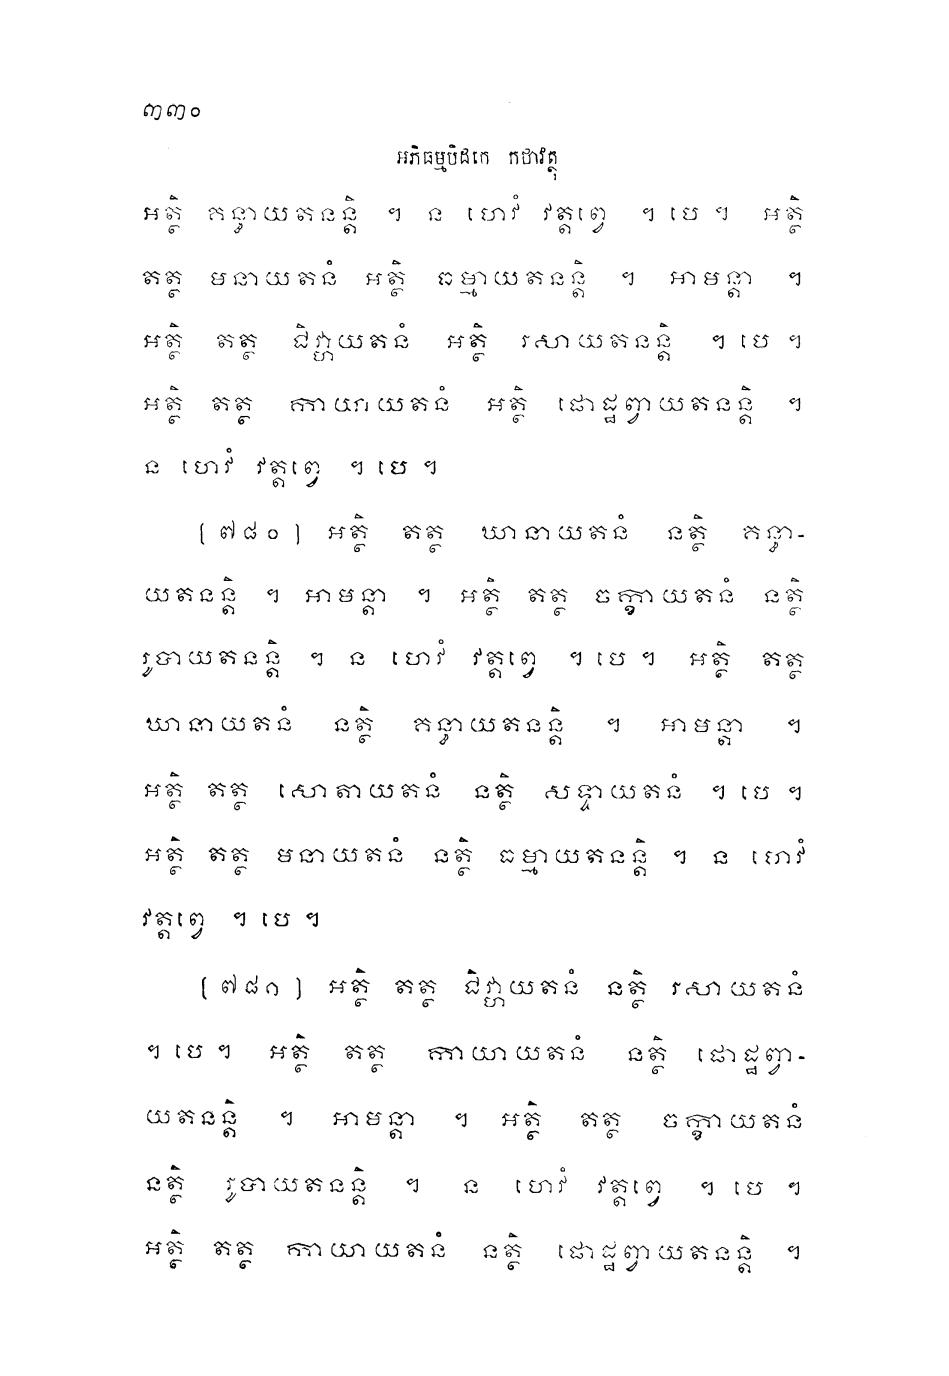 ៣៣០
អភិធម្មបិដកេ កថាវត្ថុ
អត្ថិ គន្ធាយតនន្តិ ។ ន ហេវំ វត្តព្វេ ។ បេ ។ អត្ថិ
តត្ថ មនាយតនំ អត្ថិ ធម្មាយតនន្តិ ។ អាមន្តា ។
អត្ថិ តត្ថ ជិវ្ហាយតនំ អត្ថិ រសាយតនន្តិ ។ បេ ។
អត្ថិ តត្ថ កាយាយតនំ អត្ថិ ផោដ្ឋព្វាយតនន្តិ ។
ន ហេវំ វត្តព្វេ ។ បេ ។
[៧៨០] អត្ថិ តត្ថ ឃានាយតនំ នត្ថិ គន្ធា-
យតនន្តិ ។ អាមន្តា ។ អត្ថិ តត្ថ ចក្ខាយតនំ នត្ថិ
រូបាយតនន្តិ ។ ន ហេវំ វត្តព្វេ ។ បេ ។ អត្ថិ តត្ថ
ឃានាយតនំ នត្ថិ គន្ធាយតនន្តិ ។ អាមន្តា ។
អត្ថិ តត្ថ សោតាយតនំ នត្ថិ សទ្ទាយតនំ ។ បេ ។
អត្ថិ តត្ថ មនាយតនំ នត្ថិ ធម្មាយតនន្តិ ។ ន ហេវំ
វត្តព្វេ ។ បេ ។
[៧៨១] អត្ថិ តត្ថ ជិវ្ហាយតនំ នត្ថិ រសាយតនំ
។ បេ ។ អត្ថិ តត្ថ កាយាយតនំ នត្ថិ ផោដ្ឋព្វា-
យតនន្តិ ។ អាមន្តា ។ អត្ថិ តត្ថ ចក្ខាយតនំ
នត្ថិ រូបាយតនន្តិ ។ ន ហេវំ វត្តព្វេ ។ បេ ។
អត្ថិ តត្ថ កាយាយតនំ នត្ថិ ផោដ្ឋព្វាយតនន្តិ ។